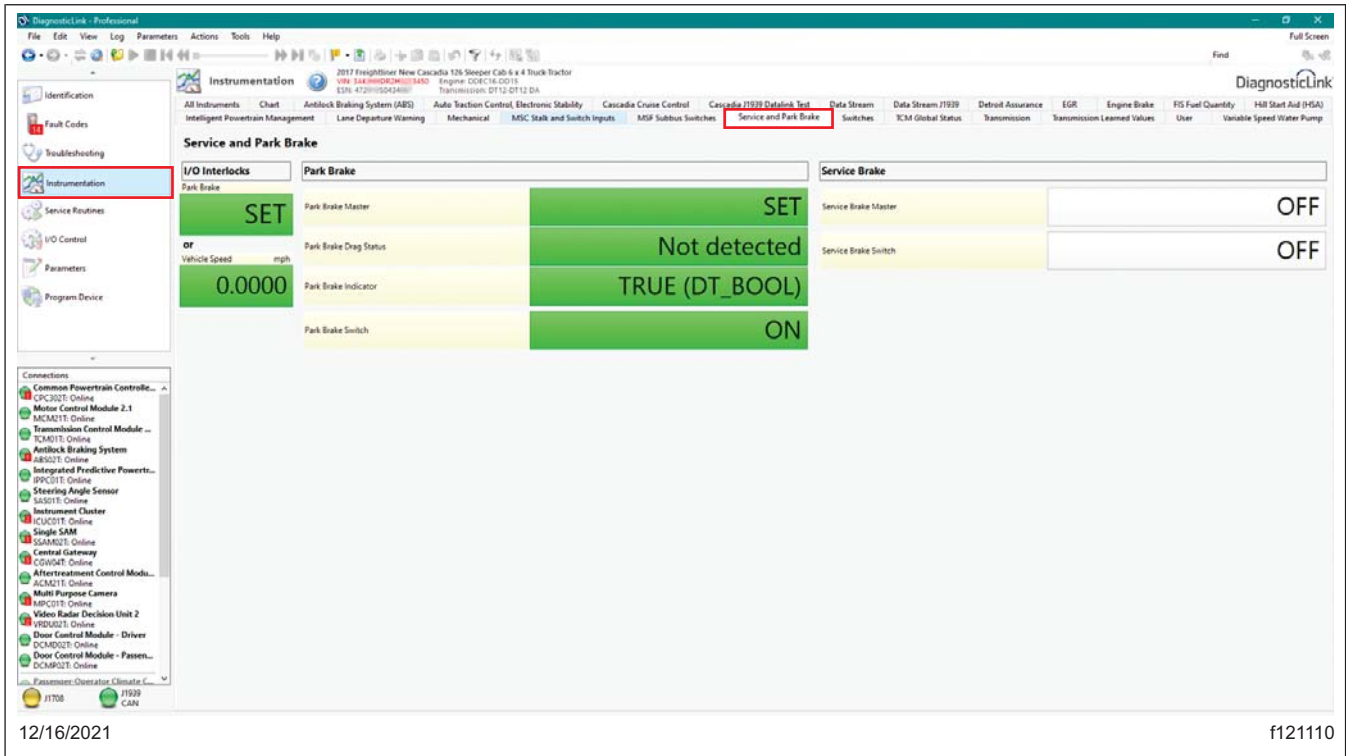 DiagnosticLink - Professional
File Edit View Log Parameters Actions Tools Help
Full Screen
Find
Identification
14 Fault Codes
Troubleshooting
Instrumentation
Service Routines
I/O Control
Parameters
Program Device
Connections
Common Powertrain Controlle...
CPC302T: Online
Motor Control Module 2.1
MCM21T: Online
Transmission Control Module ...
TCM01T: Online
Antilock Braking System
ABS02T: Online
Integrated Predictive Powertr...
IPPC01T: Online
Steering Angle Sensor
SAS01T: Online
Instrument Cluster
ICUC01T: Online
Single SAM
SSAM02T: Online
Central Gateway
CGW04T: Online
Aftertreatment Control Modu...
ACM21T: Online
Multi Purpose Camera
MPC01T: Online
Video Radar Decision Unit 2
VRDU02T: Online
Door Control Module - Driver
DCMD02T: Online
Door Control Module - Passen...
DCMP02T: Online
Passenger-Operator Climate C...
J1708
J1939
CAN
Instrumentation
2017 Freightliner New Cascadia 126 Sleeper Cab 6 x 4 Truck-Tractor
VIN: Engine: DDEC16-DD15
ESN: Transmission: DT12-DT12 DA
DiagnosticLink
All Instruments Chart Antilock Braking System (ABS) Auto Traction Control, Electronic Stability Cascadia Cruise Control Cascadia J1939 Datalink Test Data Stream Data Stream J1939 Detroit Assurance EGR Engine Brake FIS Fuel Quantity Hill Start Aid (HSA)
Intelligent Powertrain Management Lane Departure Warning Mechanical MSC Stalk and Switch Inputs MSF Subbus Switches Service and Park Brake Switches TCM Global Status Transmission Transmission Learned Values User Variable Speed Water Pump
Service and Park Brake
I/O Interlocks
Park Brake
SET
or
Vehicle Speed mph
0.0000
Park Brake
Park Brake Master SET
Park Brake Drag Status Not detected
Park Brake Indicator TRUE (DT_BOOL)
Park Brake Switch ON
Service Brake
Service Brake Master OFF
Service Brake Switch OFF
12/16/2021
f121110